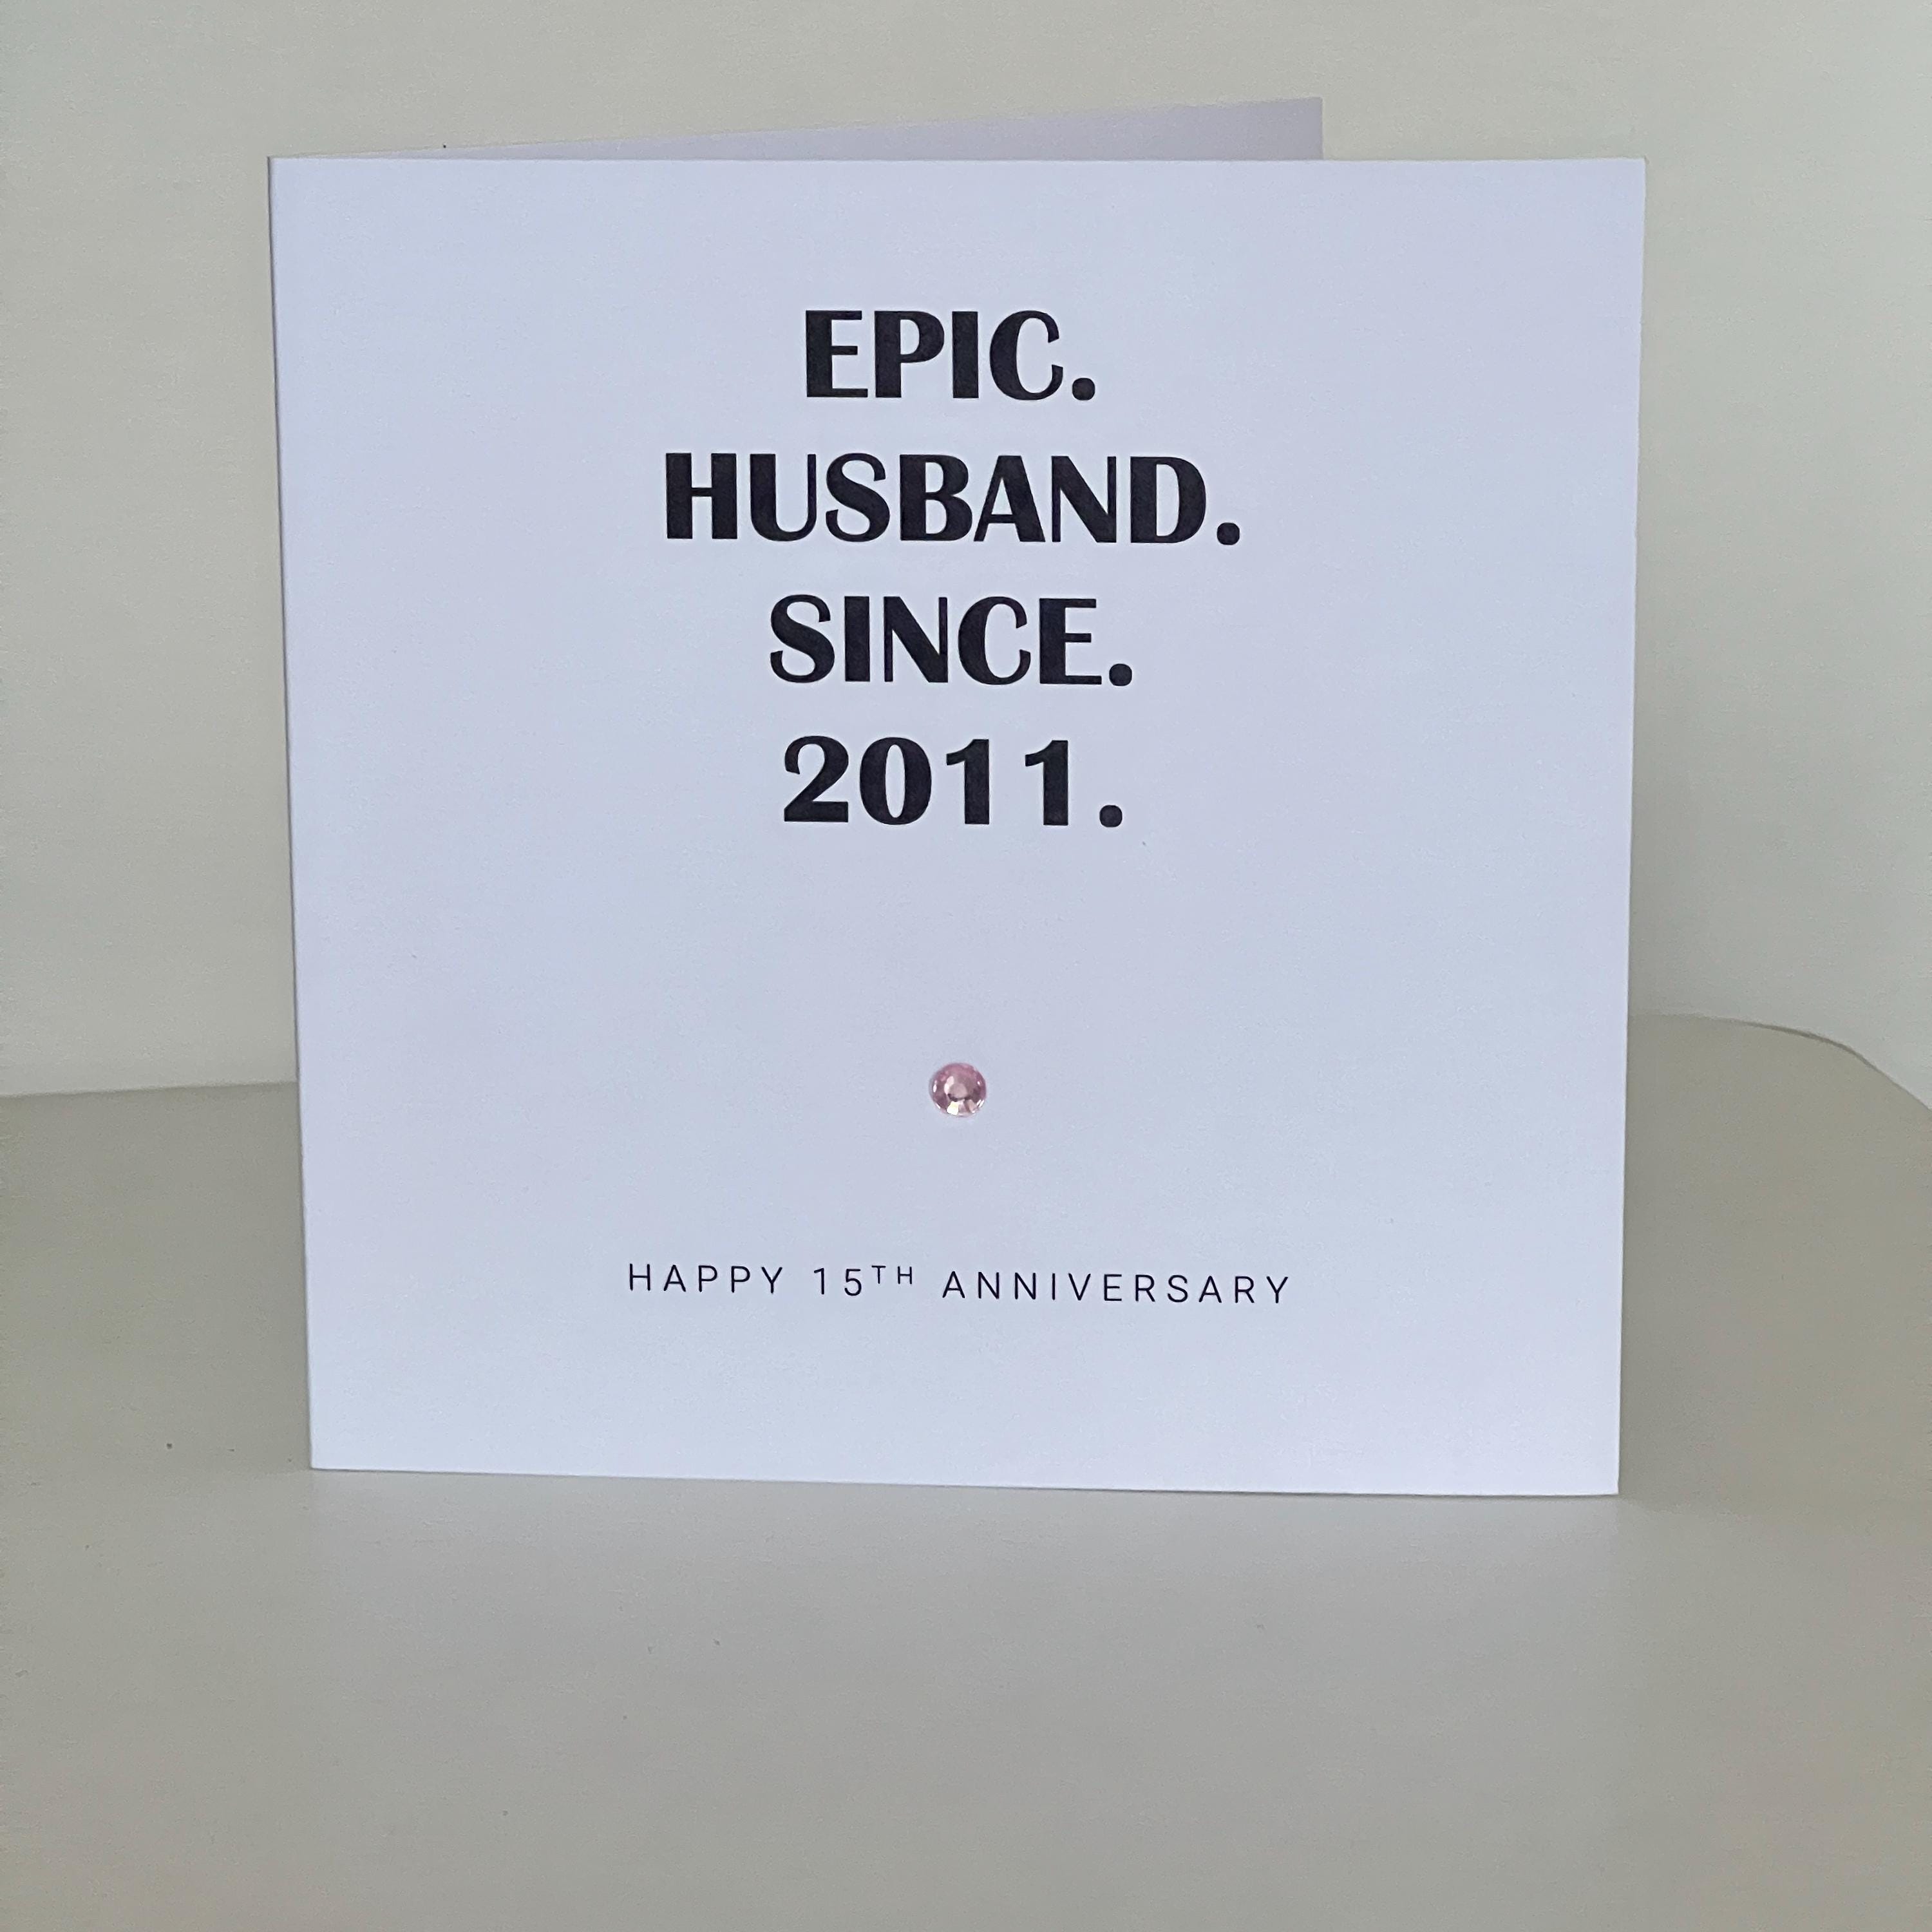 EPIC.
HUSBAND.
SINCE.
2011.
HAPPY 15TH ANNIVERSARY